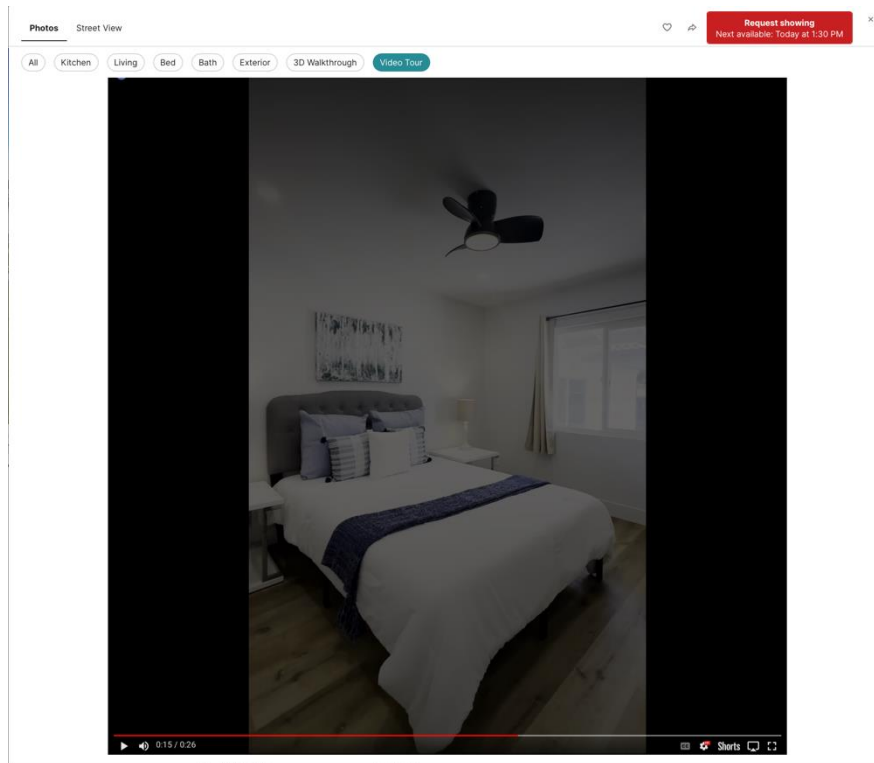 Photos Street View
Request showing
Next available: Today at 1:30 PM
All Kitchen Living Bed Bath Exterior 3D Walkthrough Video Tour
0:15 / 0:26
Shorts